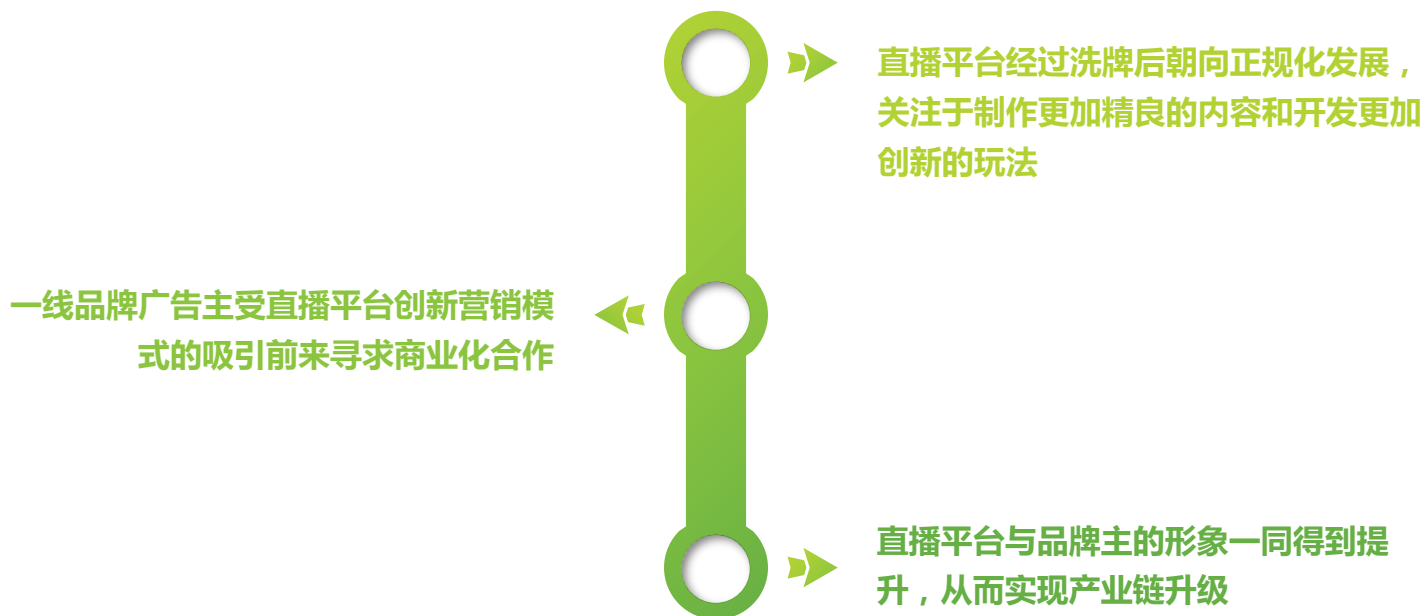 直播平台经过洗牌后朝向正规化发展，
关注于制作更加精良的内容和开发更加
创新的玩法
一线品牌广告主受直播平台创新营销模
式的吸引前来寻求商业化合作
直播平台与品牌主的形象一同得到提
升，从而实现产业链升级